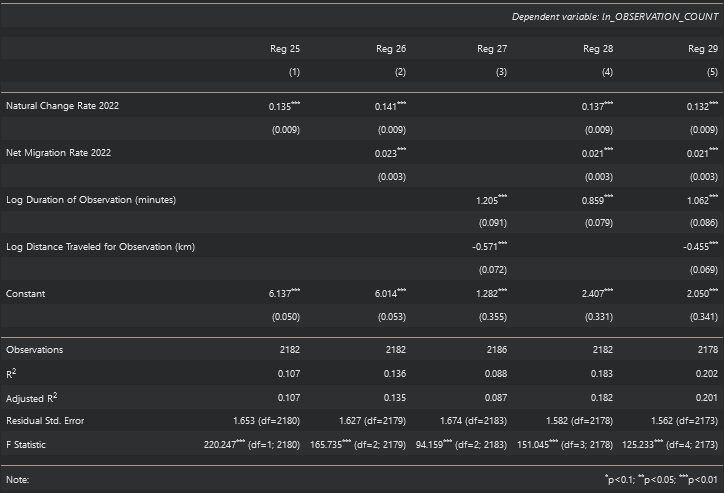 Dependent variable: ln_OBSERVATION_COUNT
Reg 25 Reg 26 Reg 27 Reg 28 Reg 29
(1) (2) (3) (4) (5)
Natural Change Rate 2022 0.135*** 0.141*** 0.137*** 0.132***
(0.009) (0.009) (0.009) (0.009)
Net Migration Rate 2022 0.023*** 0.021*** 0.021***
(0.003) (0.003) (0.003)
Log Duration of Observation (minutes) 1.205*** 0.859*** 1.062***
(0.091) (0.079) (0.086)
Log Distance Traveled for Observation (km) -0.571*** -0.455***
(0.072) (0.069)
Constant 6.137*** 6.014*** 1.282*** 2.407*** 2.050***
(0.050) (0.053) (0.355) (0.331) (0.341)
Observations 2182 2182 2186 2182 2178
R2 0.107 0.136 0.088 0.183 0.202
Adjusted R2 0.107 0.135 0.087 0.182 0.201
Residual Std. Error 1.653 (df=2180) 1.627 (df=2179) 1.674 (df=2183) 1.582 (df=2178) 1.562 (df=2173)
F Statistic 220.247*** (df=1; 2180) 165.735*** (df=2; 2179) 94.159*** (df=2; 2183) 151.045*** (df=3; 2178) 125.233*** (df=4; 2173)
Note: *p<0.1; **p<0.05; ***p<0.01